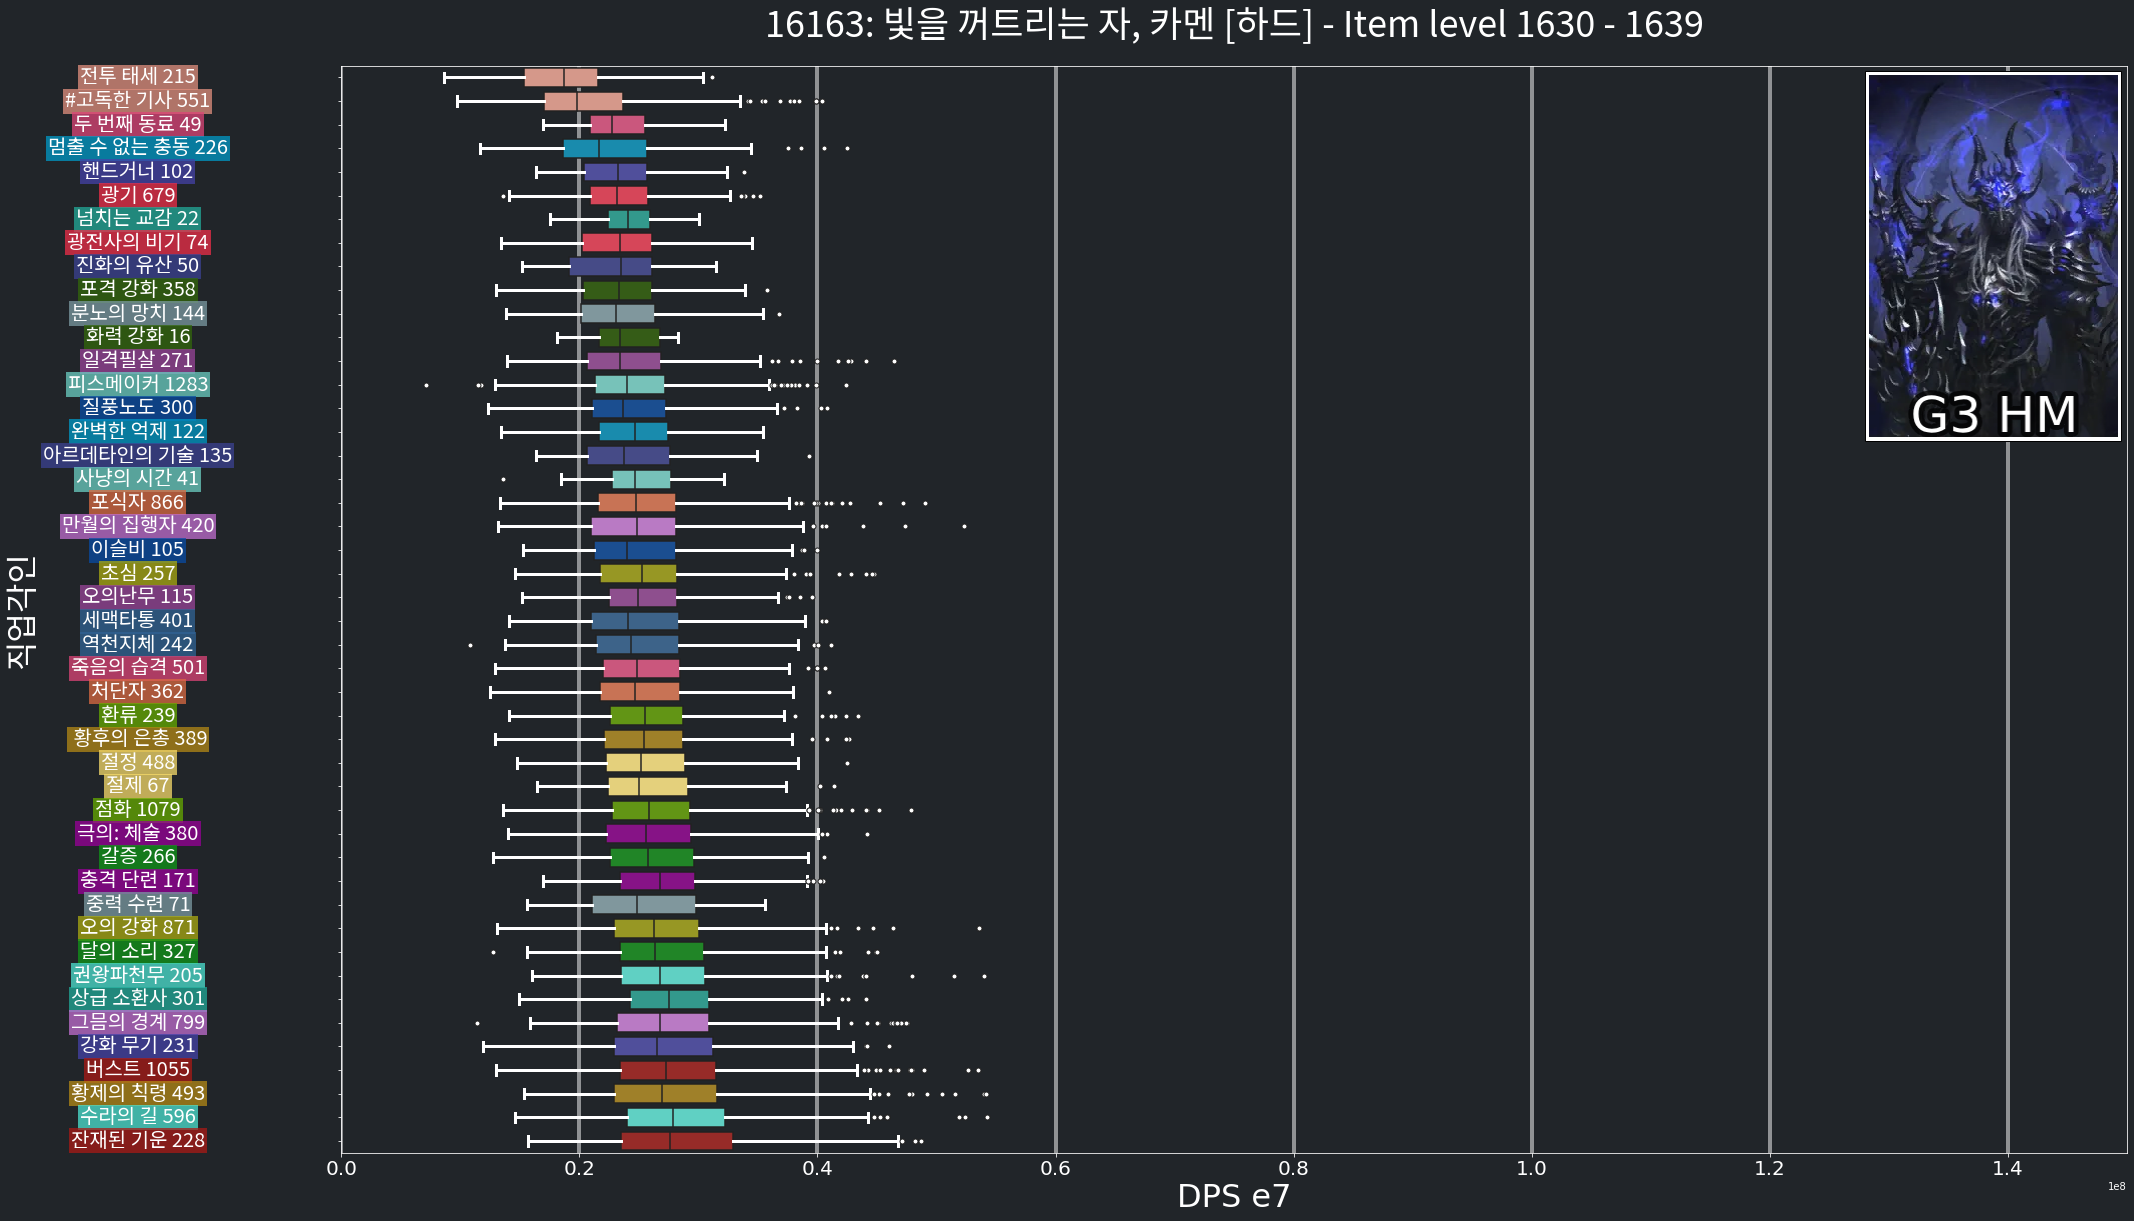 16163: 빛을 꺼트리는 자, 카멘 [하드] - Item level 1630 - 1639
전투 태세 215
#고독한 기사 551
두 번째 동료 49
멈출 수 없는 충동 226
핸드거너 102
광기 679
넘치는 교감 22
광전사의 비기 74
진화의 유산 50
포격 강화 358
분노의 망치 144
화력 강화 16
일격필살 271
피스메이커 1283
질풍노도 300
완벽한 억제 122
아르데타인의 기술 135
사냥의 시간 41
포식자 866
만월의 집행자 420
이슬비 105
초심 257
오의난무 115
세맥타통 401
역천지체 242
죽음의 습격 501
처단자 362
환류 239
황후의 은총 389
절정 488
절제 67
점화 1079
극의: 체술 380
갈증 266
충격 단련 171
중력 수련 71
오의 강화 871
달의 소리 327
권왕파천무 205
상급 소환사 301
그믐의 경계 799
강화 무기 231
버스트 1055
황제의 칙령 493
수라의 길 596
잔재된 기운 228
직업각인
G3 HM
0.0 0.2 0.4 0.6 0.8 1.0 1.2 1.4
1e8
DPS e7